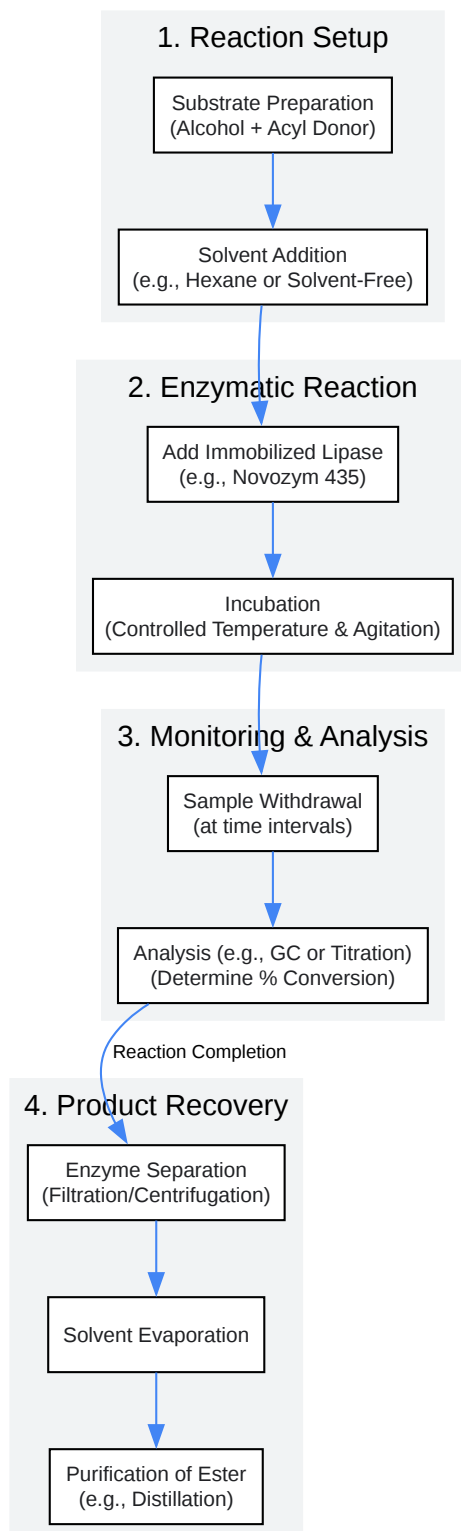 1. Reaction Setup
Substrate Preparation
(Alcohol + Acyl Donor)
Solvent Addition
(e.g., Hexane or Solvent-Free)
2. Enzymatic Reaction
Add Immobilized Lipase
(e.g., Novozym 435)
Incubation
(Controlled Temperature & Agitation)
3. Monitoring & Analysis
Sample Withdrawal
(at time intervals)
Analysis (e.g., GC or Titration)
(Determine % Conversion)
Reaction Completion
4. Product Recovery
Enzyme Separation
(Filtration/Centrifugation)
Solvent Evaporation
Purification of Ester
(e.g., Distillation)